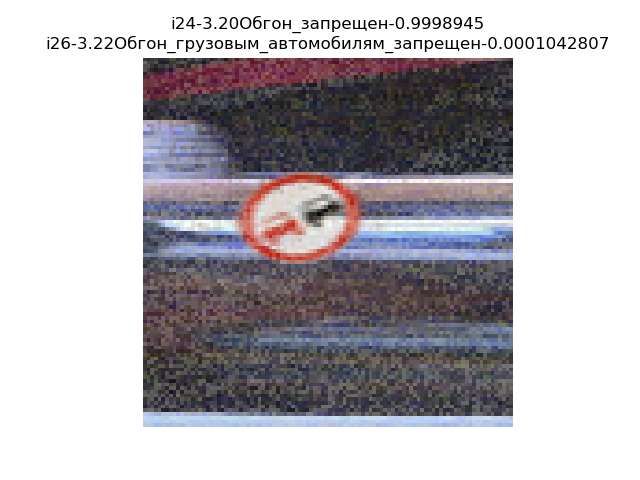 i24-3.20Обгон_запрещен-0.9998945
i26-3.22Обгон_грузовым_автомобилям_запрещен-0.0001042807